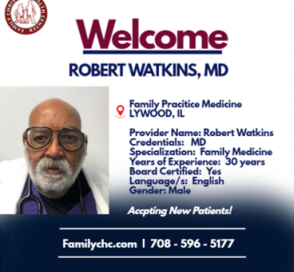 Welcome
ROBERT WATKINS, MD
Family Pracitice Medicine
LYWOOD, IL
Provider Name: Robert Watkins
Credentials: MD
Specialization: Family Medicine
Years of Experience: 30 years
Board Certified: Yes
Language/s: English
Gender: Male
Accpting New Patients!
Familychc.com | 708 - 596 - 5177